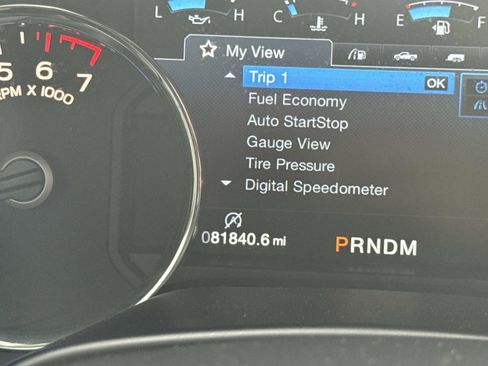 L H C H E F
My View
Trip 1 OK
Fuel Economy
Auto StartStop
Gauge View
Tire Pressure
Digital Speedometer
5 6 7
RPM X 1000
A
081840.6 mi
PRNDM